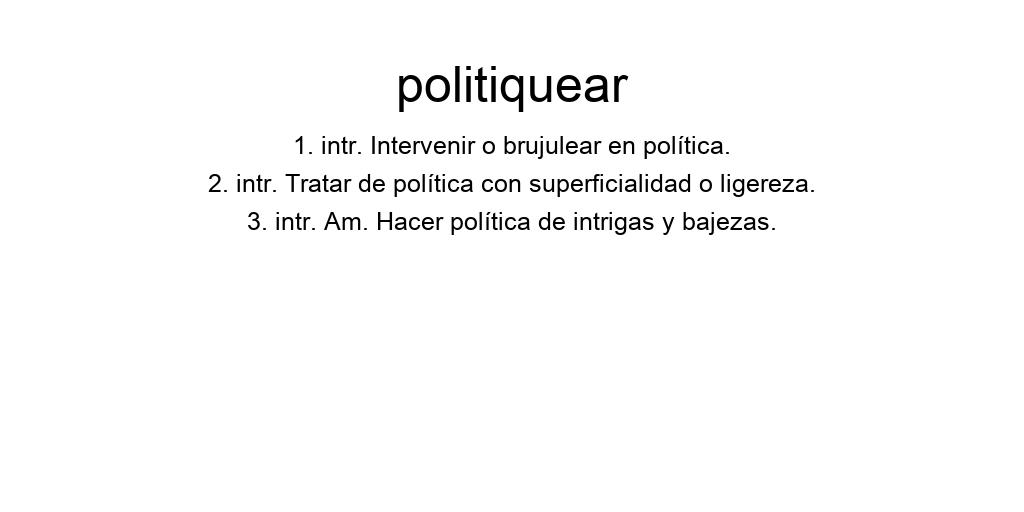 politiquear
1. intr. Intervenir o brujulear en política.
2. intr. Tratar de política con superficialidad o ligereza.
3. intr. Am. Hacer política de intrigas y bajezas.